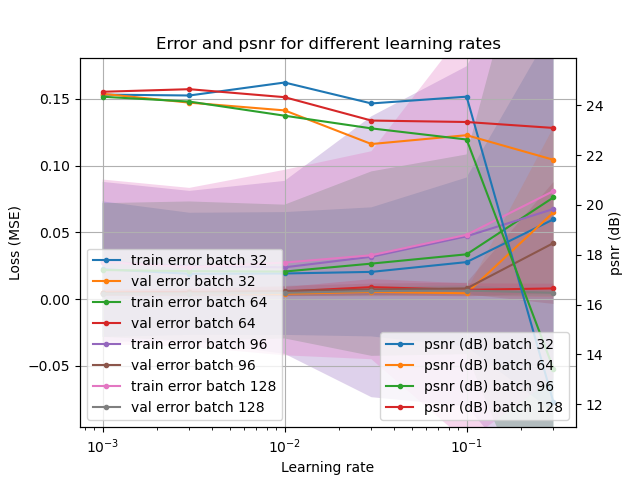 Error and psnr for different learning rates
Loss (MSE)
0.15
0.10
0.05
0.00
−0.05
24
22
20
18
16
14
12
psnr (dB)
train error batch 32
val error batch 32
train error batch 64
val error batch 64
train error batch 96
val error batch 96
train error batch 128
val error batch 128
psnr (dB) batch 32
psnr (dB) batch 64
psnr (dB) batch 96
psnr (dB) batch 128
10⁻³
10⁻²
10⁻¹
Learning rate